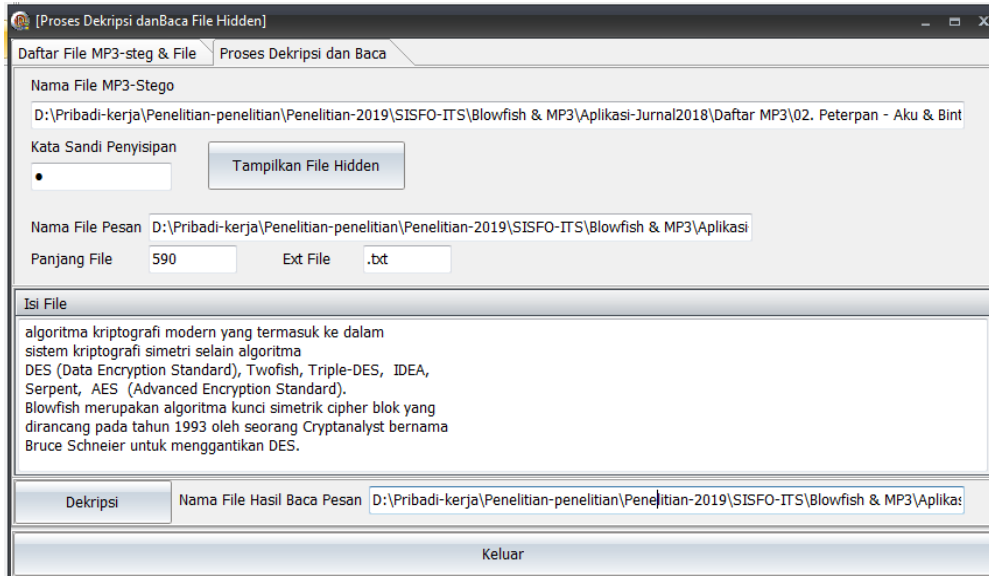 [Proses Dekripsi danBaca File Hidden]
Daftar File MP3-steg & File
Proses Dekripsi dan Baca
Nama File MP3-Stego
D:\Pribadi-kerja\Penelitian-penelitian\Penelitian-2019\SISFO-ITS\Blowfish & MP3\Aplikasi-Jurnal2018\Daftar MP3\02. Peterpan - Aku & Bint
Kata Sandi Penyisipan
Tampilkan File Hidden
Nama File Pesan D:\Pribadi-kerja\Penelitian-penelitian\Penelitian-2019\SISFO-ITS\Blowfish & MP3\Aplikasi-
Panjang File 590 Ext File .txt
Isi File
algoritma kriptografi modern yang termasuk ke dalam
sistem kriptografi simetri selain algoritma
DES (Data Encryption Standard), Twofish, Triple-DES, IDEA,
Serpent, AES (Advanced Encryption Standard).
Blowfish merupakan algoritma kunci simetrik cipher blok yang
dirancang pada tahun 1993 oleh seorang Cryptanalyst bernama
Bruce Schneier untuk menggantikan DES.
Dekripsi Nama File Hasil Baca Pesan D:\Pribadi-kerja\Penelitian-penelitian\Penelitian-2019\SISFO-ITS\Blowfish & MP3\Aplikas
Keluar